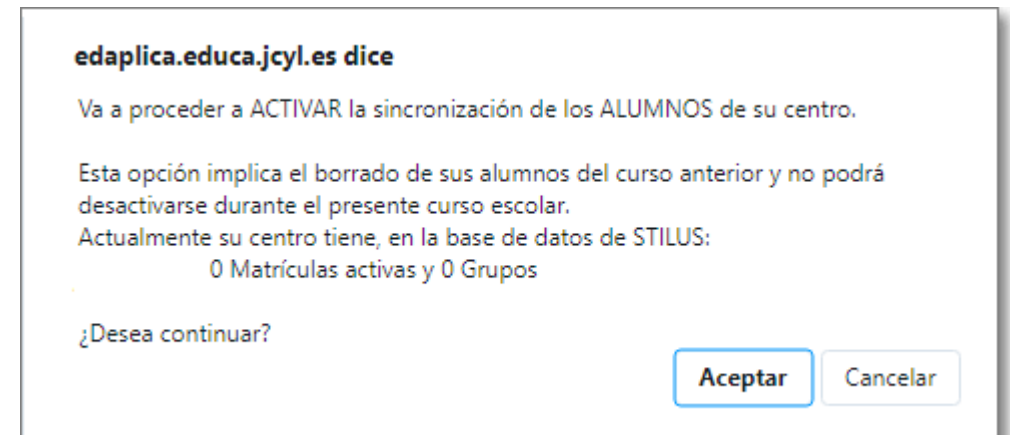 edaplica.educa.jcyl.es dice
Va a proceder a ACTIVAR la sincronización de los ALUMNOS de su centro.
Esta opción implica el borrado de sus alumnos del curso anterior y no podrá
desactivarse durante el presente curso escolar.
Actualmente su centro tiene, en la base de datos de STILUS:
0 Matrículas activas y 0 Grupos
¿Desea continuar?
Aceptar Cancelar